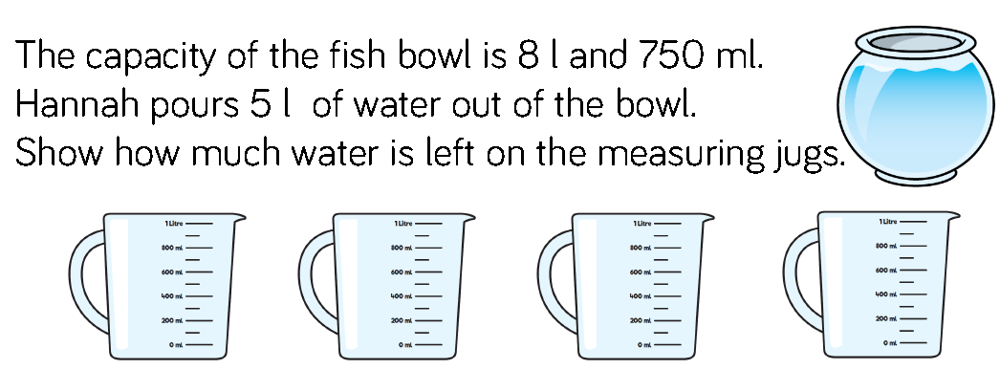 The capacity of the fish bowl is 8 l and 750 ml.
Hannah pours 5 l of water out of the bowl.
Show how much water is left on the measuring jugs.
1 Litre
800 ml
600 ml
400 ml
200 ml
0 ml
1 Litre
800 ml
600 ml
400 ml
200 ml
0 ml
1 Litre
800 ml
600 ml
400 ml
200 ml
0 ml
1 Litre
800 ml
600 ml
400 ml
200 ml
0 ml